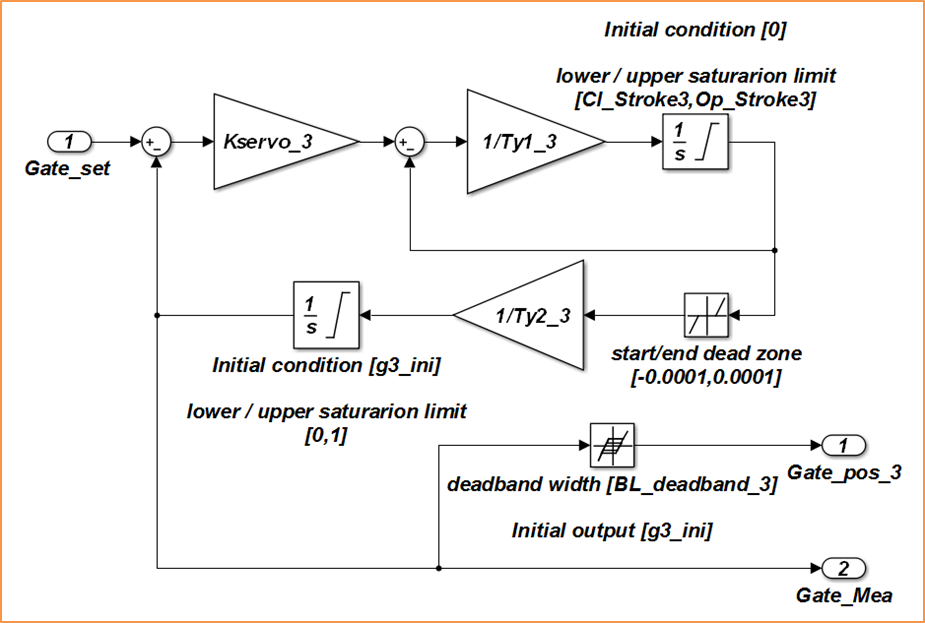 Initial condition [0]
lower / upper saturarion limit
[Cl_Stroke3,Op_Stroke3]
1
Gate_set
+
-
Kservo_3
+
-
1/Ty1_3
1
s
1
s
1/Ty2_3
Initial condition [g3_ini]
start/end dead zone
[-0.0001,0.0001]
lower / upper saturarion limit
[0,1]
deadband width [BL_deadband_3]
1
Gate_pos_3
Initial output [g3_ini]
2
Gate_Mea